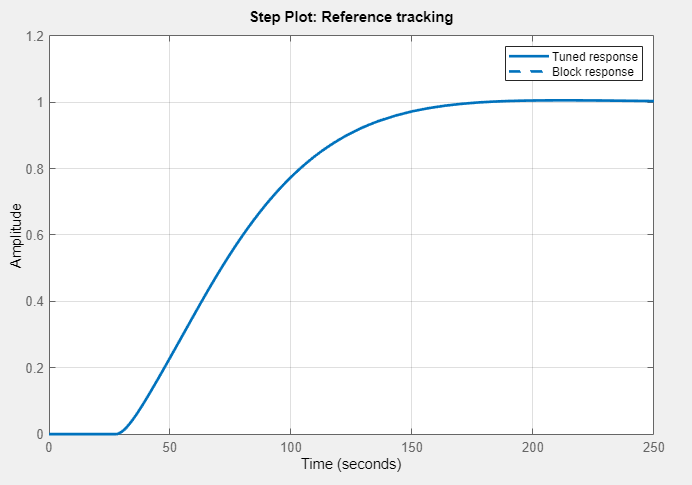 Step Plot: Reference tracking
Tuned response
Block response
1.2
1
0.8
0.6
0.4
0.2
0
Amplitude
0 50 100 150 200 250
Time (seconds)